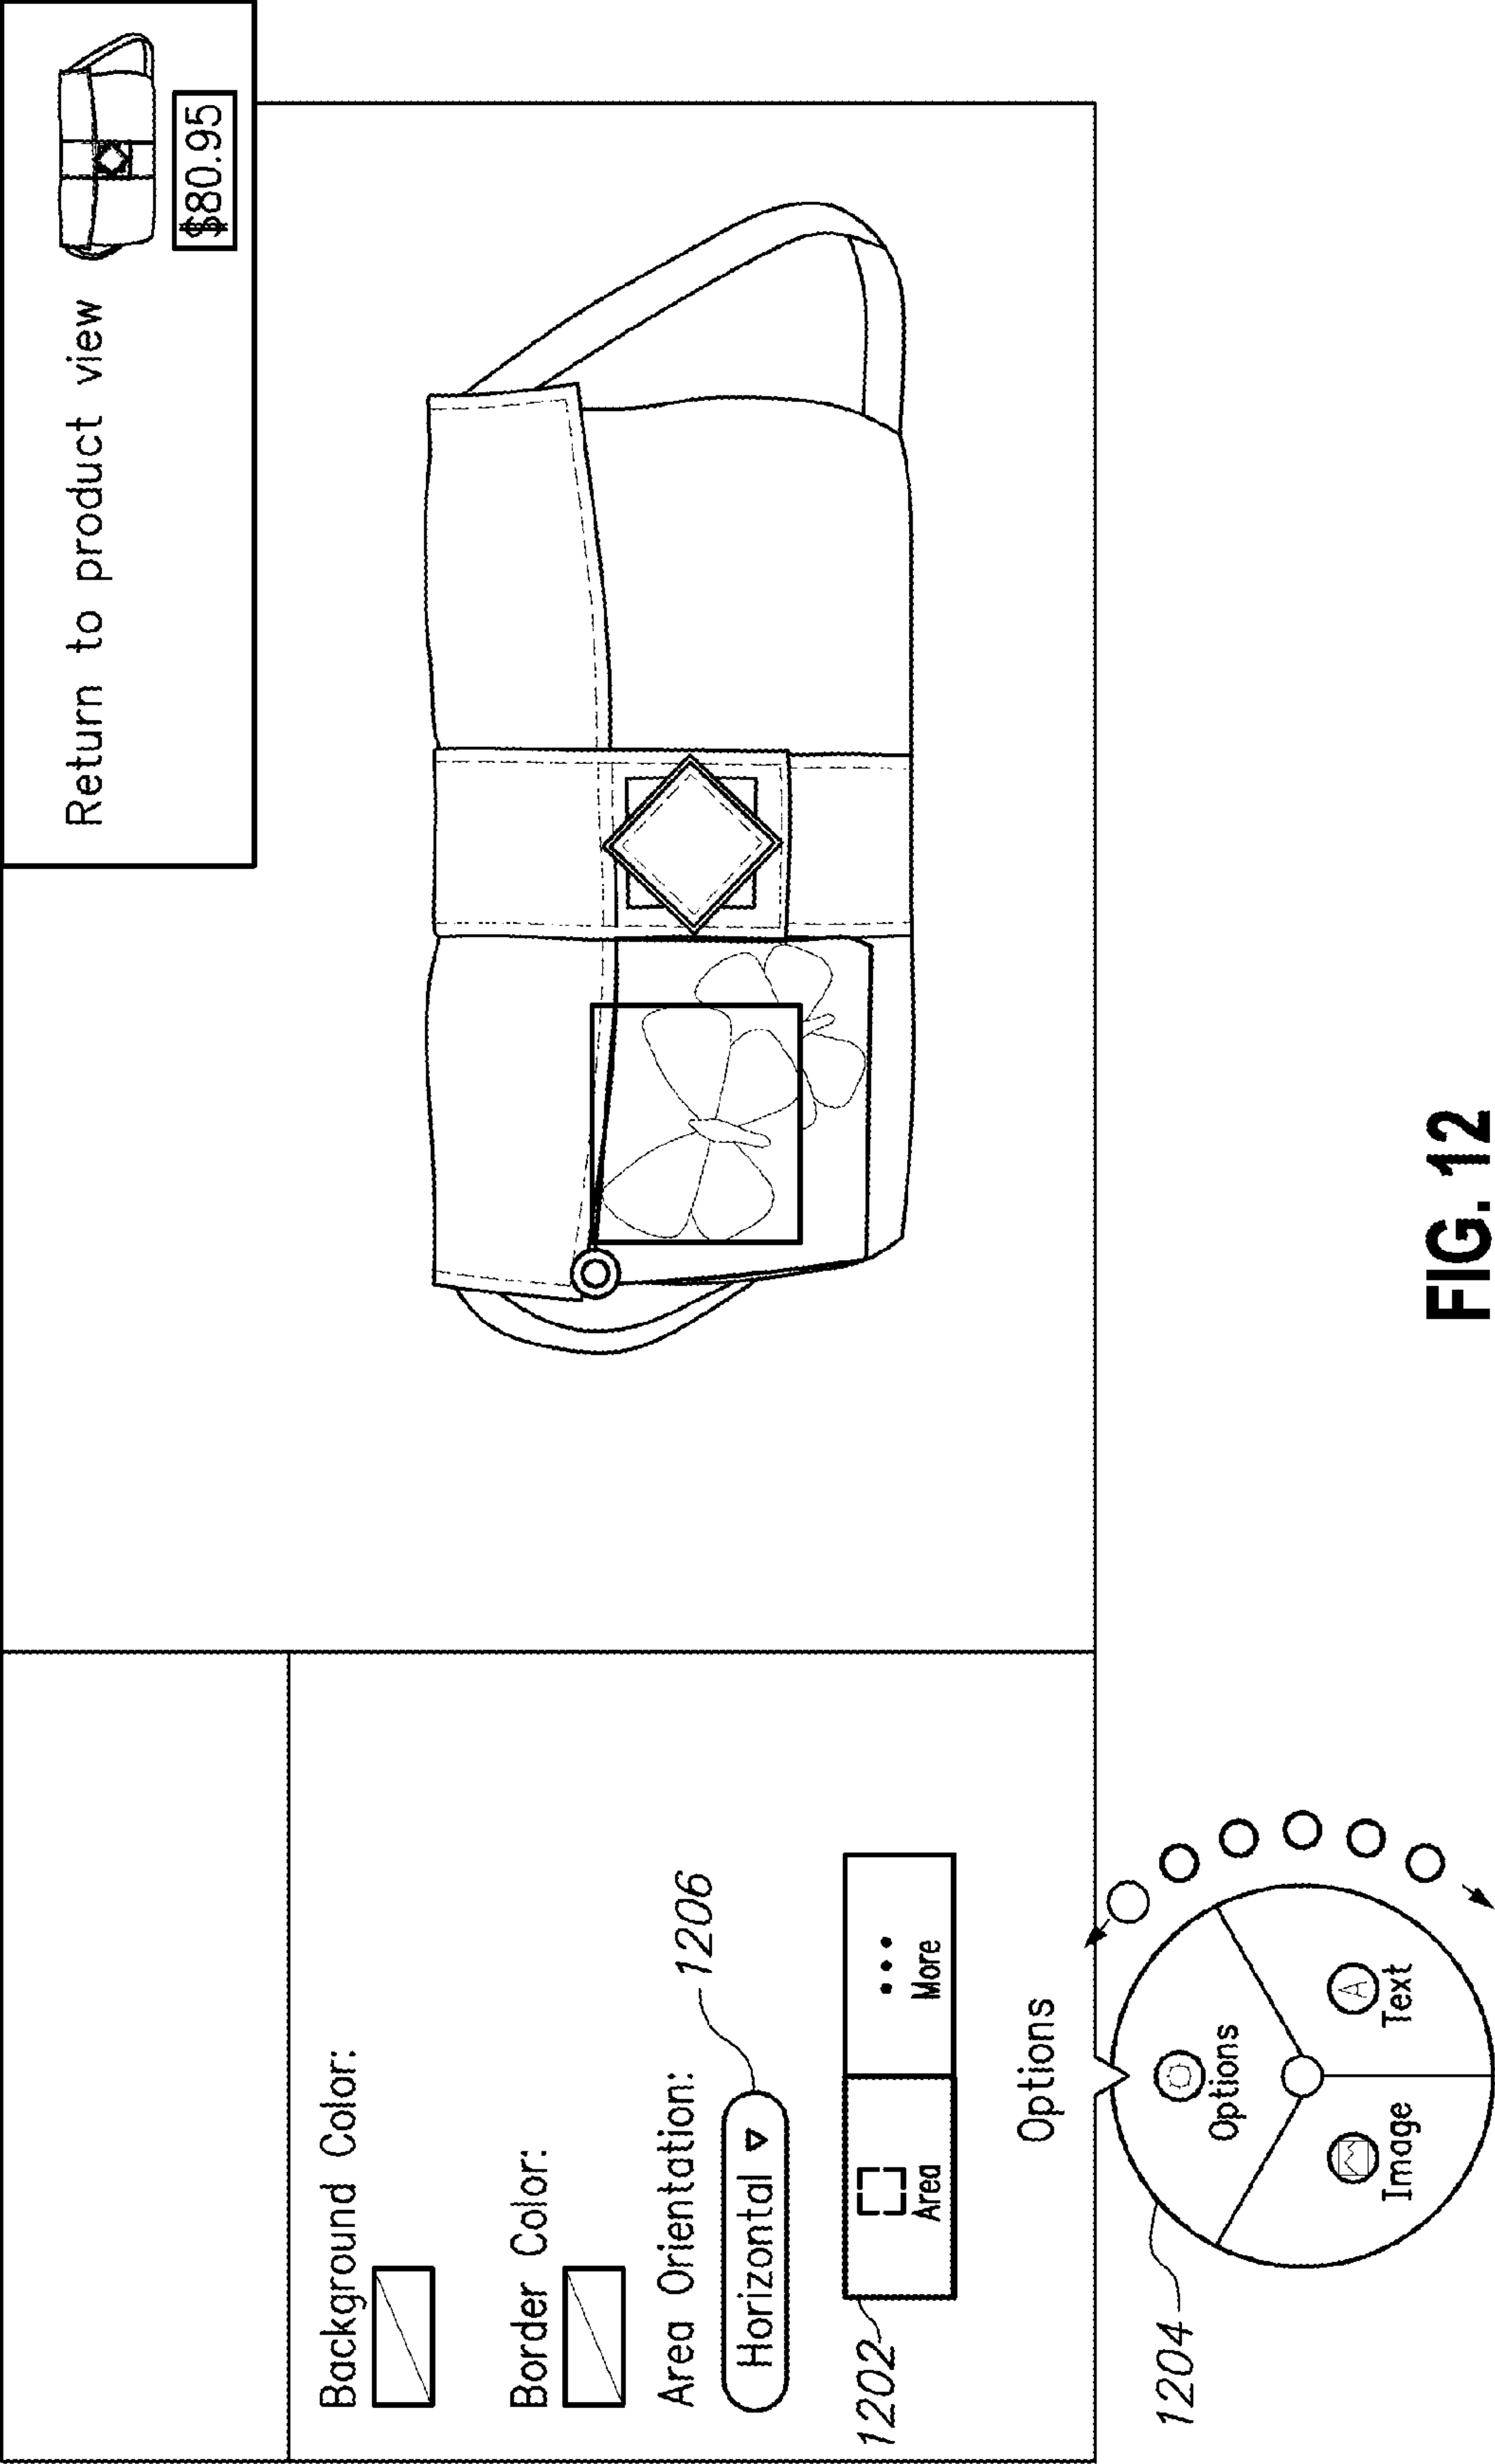 Return to product view
$80.95
Background Color:
Border Color:
Area Orientation:
Horizontal
1206
1202
Area
More
Options
Options
Image
A
Text
1204
FIG. 12